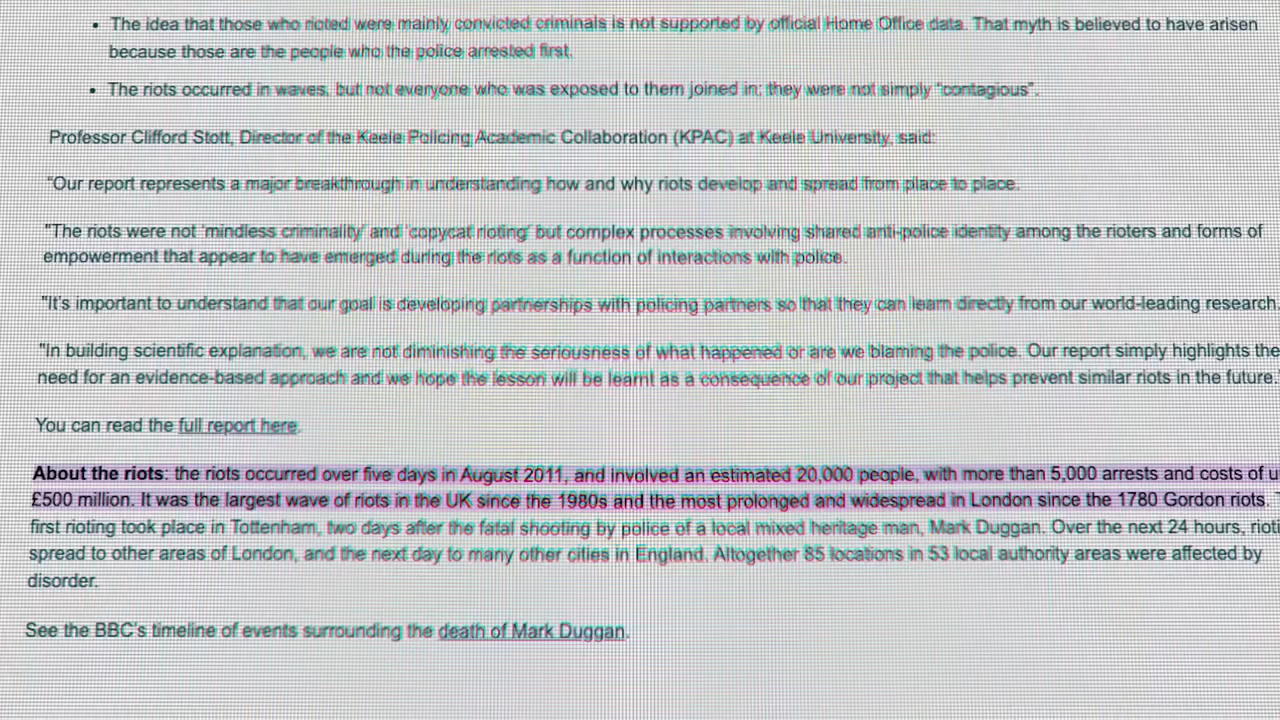 • The idea that those who rioted were mainly convicted criminals is not supported by official Home Office data. That myth is believed to have arisen
because those are the people who the police arrested first.
• The riots occurred in waves, but not everyone who was exposed to them joined in; they were not simply "contagious".
Professor Clifford Stott, Director of the Keele Policing Academic Collaboration (KPAC) at Keele University, said:
"Our report represents a major breakthrough in understanding how and why riots develop and spread from place to place.
"The riots were not 'mindless criminality' and 'copycat rioting' but complex processes involving shared anti-police identity among the rioters and forms of
empowerment that appear to have emerged during the riots as a function of interactions with police.
"It's important to understand that our goal is developing partnerships with policing partners so that they can learn directly from our world-leading research.
"In building scientific explanation, we are not diminishing the seriousness of what happened or are we blaming the police. Our report simply highlights the
need for an evidence-based approach and we hope the lesson will be learnt as a consequence of our project that helps prevent similar riots in the future."
You can read the full report here.
About the riots: the riots occurred over five days in August 2011, and involved an estimated 20,000 people, with more than 5,000 arrests and costs of u
£500 million. It was the largest wave of riots in the UK since the 1980s and the most prolonged and widespread in London since the 1780 Gordon riots.
first rioting took place in Tottenham, two days after the fatal shooting by police of a local mixed heritage man, Mark Duggan. Over the next 24 hours, riot
spread to other areas of London, and the next day to many other cities in England. Altogether 85 locations in 53 local authority areas were affected by
disorder.
See the BBC's timeline of events surrounding the death of Mark Duggan.